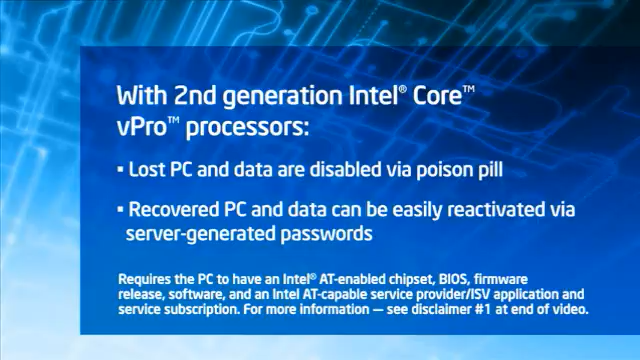 With 2nd generation Intel® Core™
vPro™ processors:
▪ Lost PC and data are disabled via poison pill
▪ Recovered PC and data can be easily reactivated via
server-generated passwords
Requires the PC to have an Intel® AT-enabled chipset, BIOS, firmware
release, software, and an Intel AT-capable service provider/ISV application and
service subscription. For more information — see disclaimer #1 at end of video.